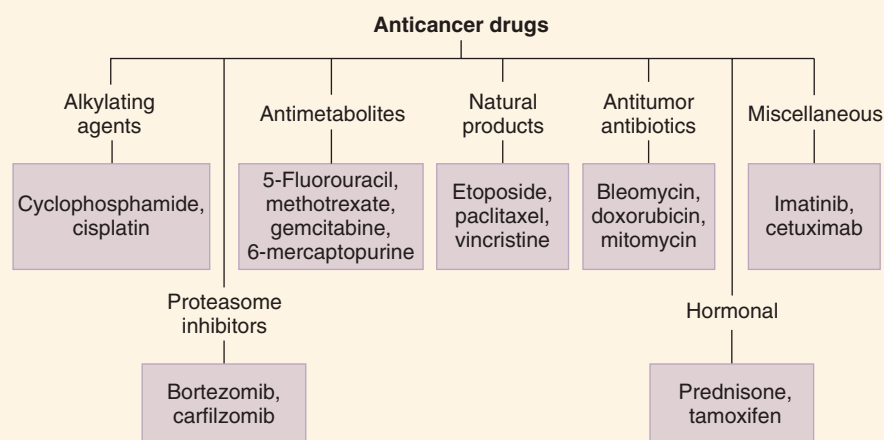 Anticancer drugs
Alkylating
agents
Cyclophosphamide,
cisplatin
Proteasome
inhibitors
Bortezomib,
carfilzomib
Antimetabolites
5-Fluorouracil,
methotrexate,
gemcitabine,
6-mercaptopurine
Natural
products
Etoposide,
paclitaxel,
vincristine
Antitumor
antibiotics
Bleomycin,
doxorubicin,
mitomycin
Hormonal
Prednisone,
tamoxifen
Miscellaneous
Imatinib,
cetuximab